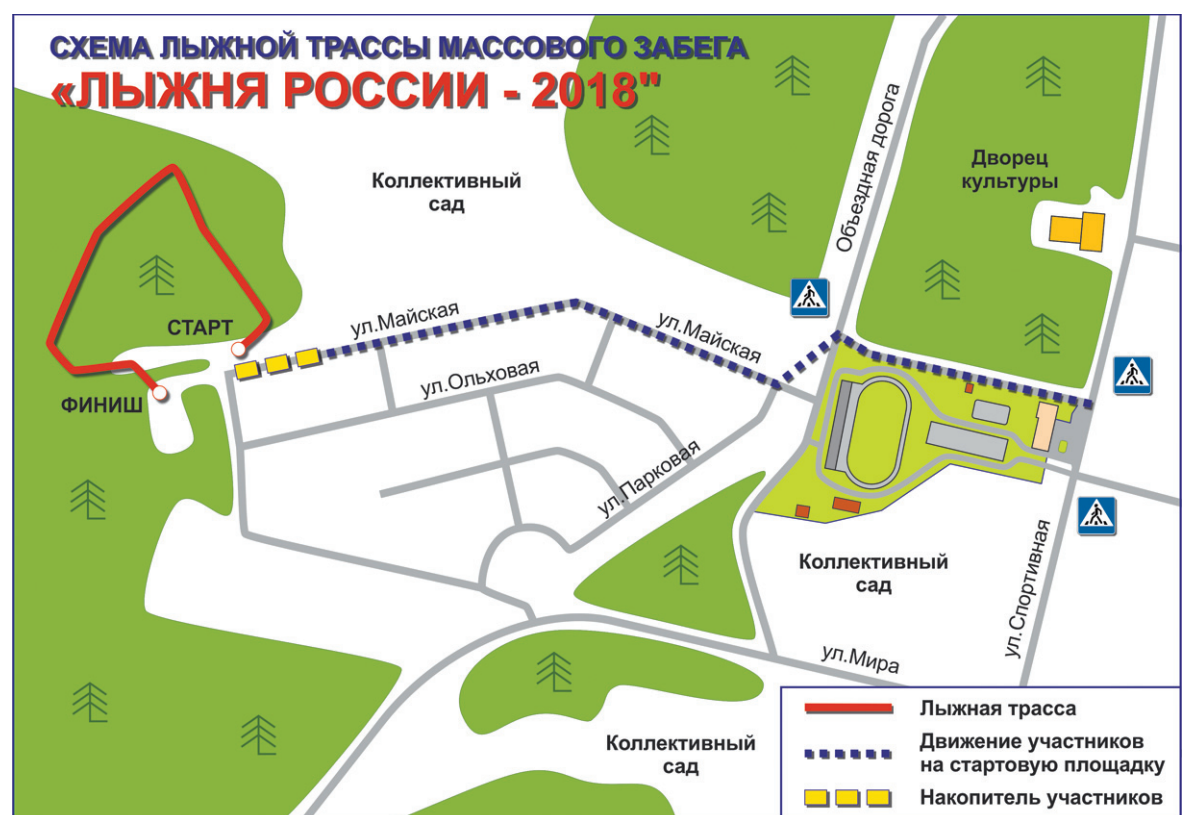 СХЕМА ЛЫЖНОЙ ТРАССЫ МАССОВОГО ЗАБЕГА
«ЛЫЖНЯ РОССИИ - 2018"
Коллективный
сад
Объездная дорога
Дворец
культуры
СТАРТ
ул.Майская
ул.Майская
ул.Ольховая
ФИНИШ
ул.Парковая
Коллективный
сад
ул.Спортивная
ул.Мира
Коллективный
сад
Лыжная трасса
Движение участников
на стартовую площадку
Накопитель участников